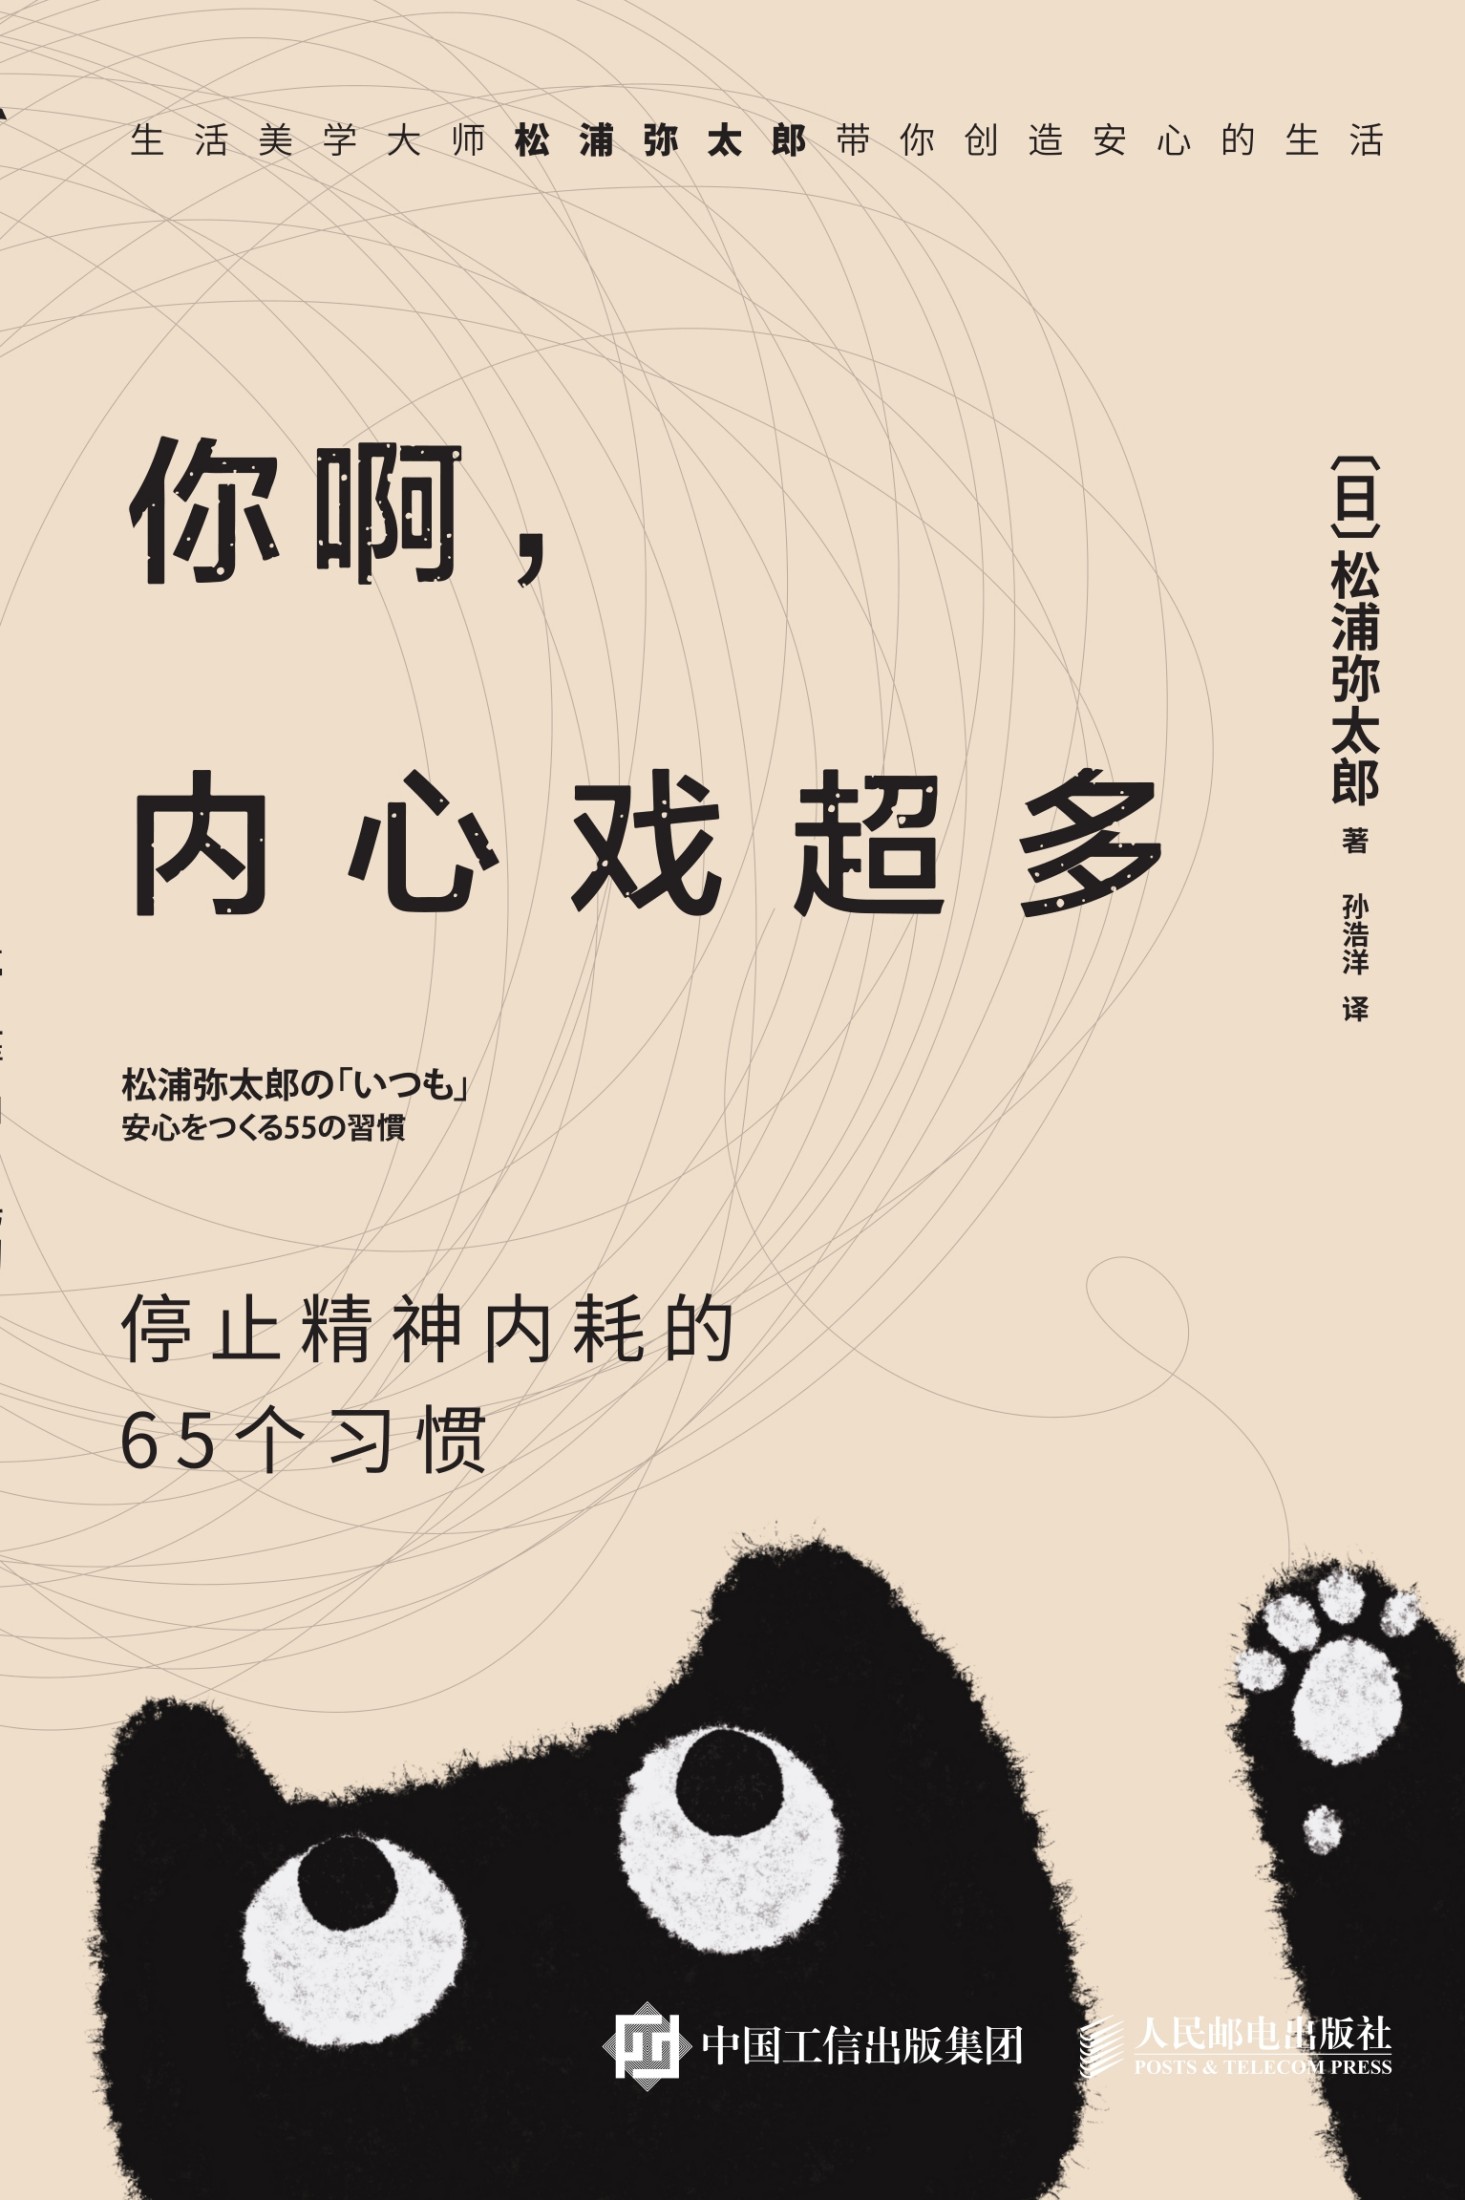 生活美学大师松浦弥太郎带你创造安心的生活
你啊，
内心戏超多
〔日〕松浦弥太郎 著 孙浩洋 译
松浦弥太郎の「いつも」
安心をつくる55の習慣
停止精神内耗的
65个习惯
中国工信出版集团
人民邮电出版社
POSTS & TELECOM PRESS